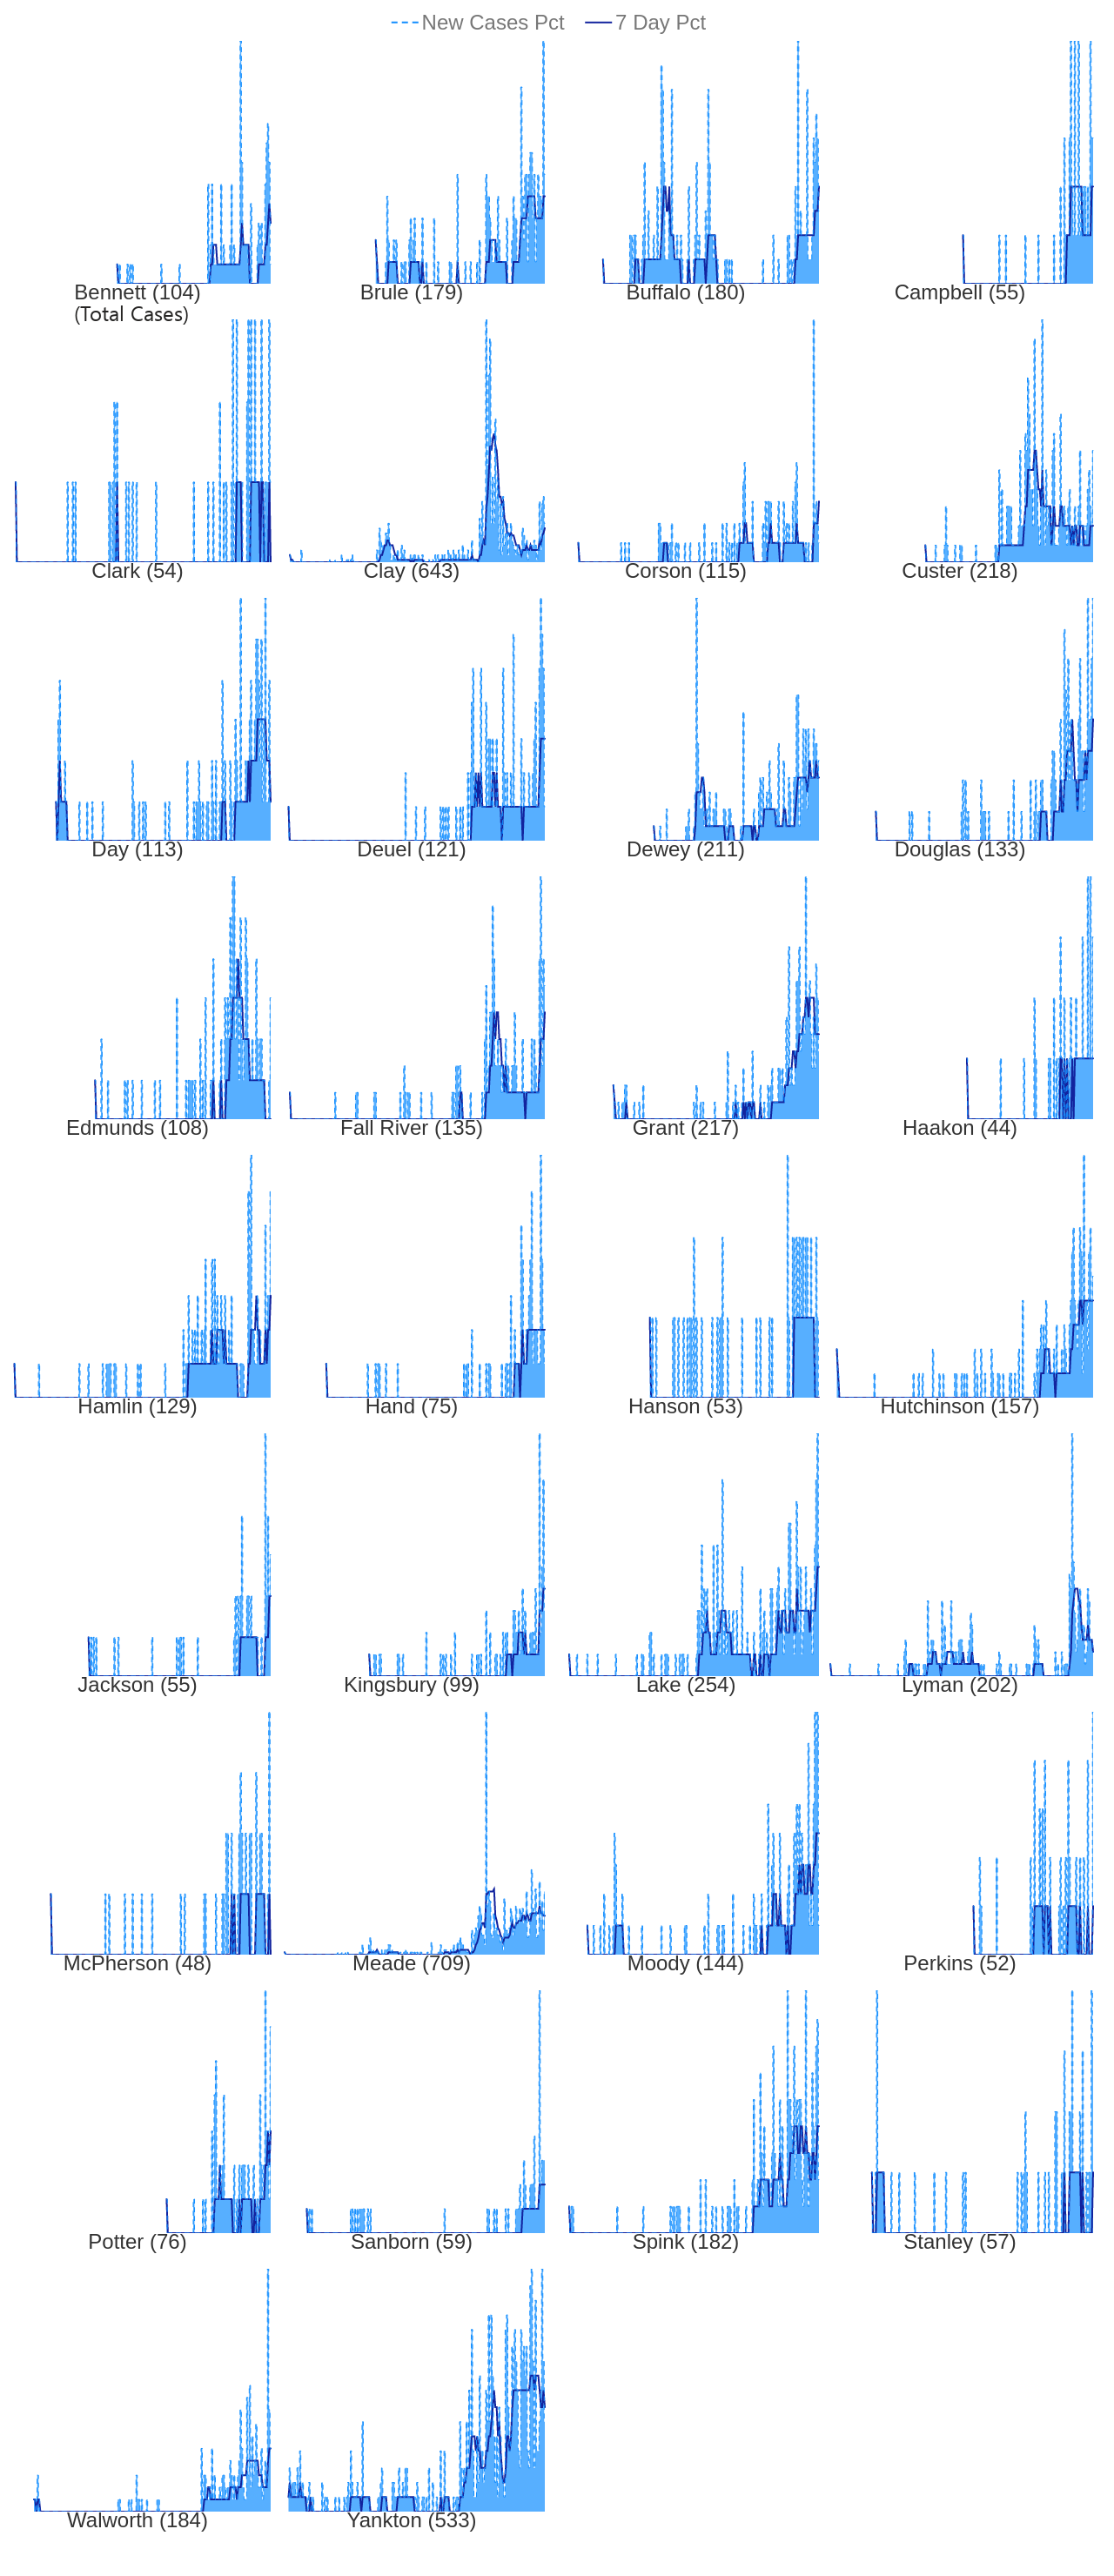 New Cases Pct 7 Day Pct
Bennett (104) Brule (179) Buffalo (180) Campbell (55)
(Total Cases)
Clark (54) Clay (643) Corson (115) Custer (218)
Day (113) Deuel (121) Dewey (211) Douglas (133)
Edmunds (108) Fall River (135) Grant (217) Haakon (44)
Hamlin (129) Hand (75) Hanson (53) Hutchinson (157)
Jackson (55) Kingsbury (99) Lake (254) Lyman (202)
McPherson (48) Meade (709) Moody (144) Perkins (52)
Potter (76) Sanborn (59) Spink (182) Stanley (57)
Walworth (184) Yankton (533)